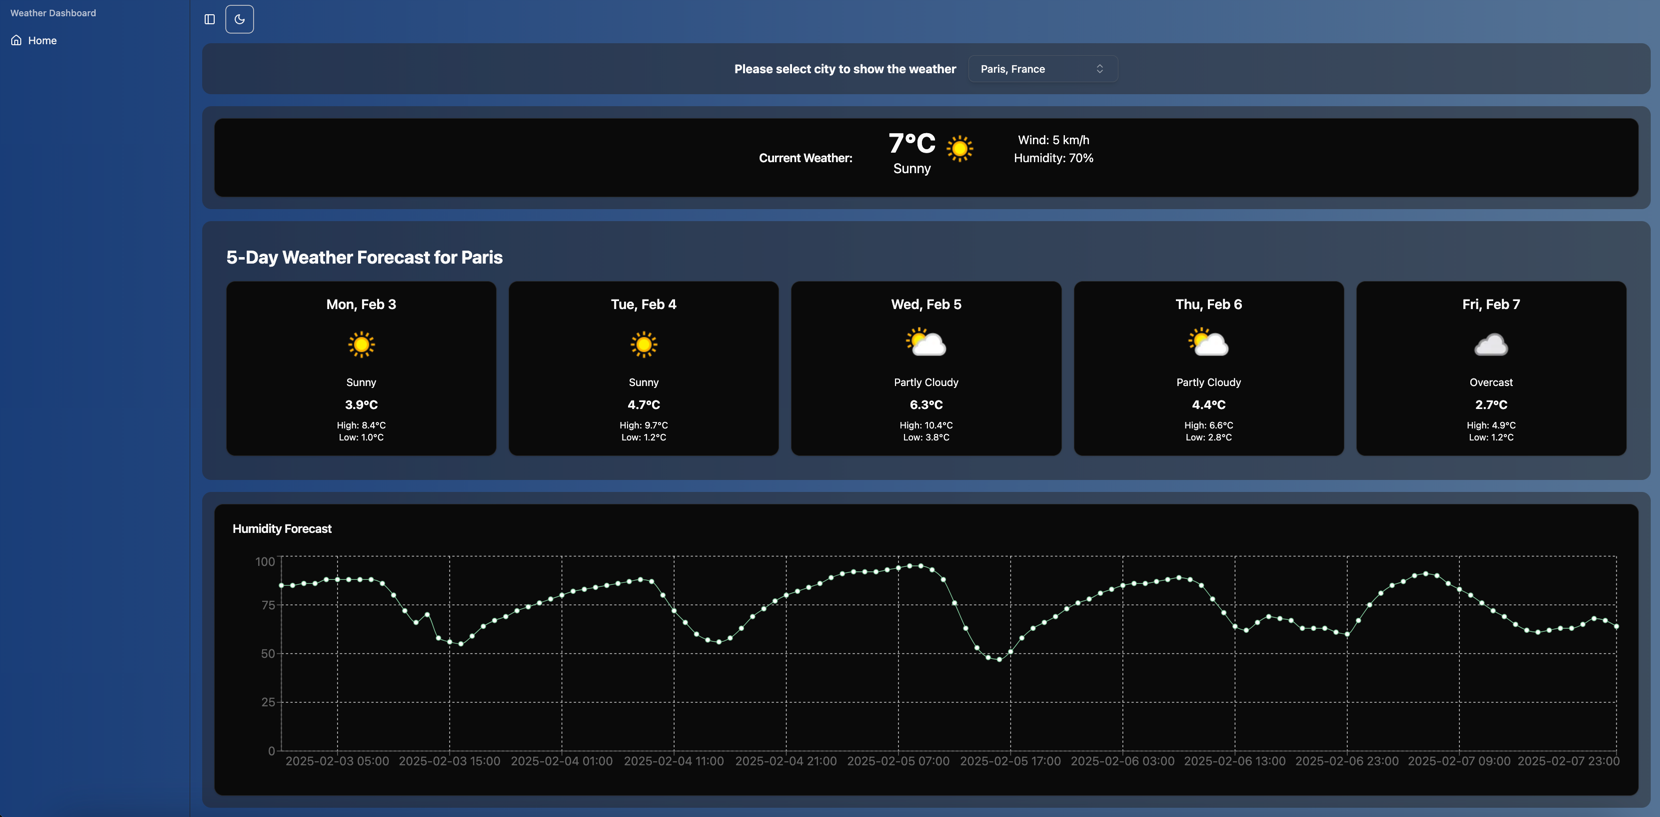 Weather Dashboard
Home
Please select city to show the weather
Paris, France
Current Weather:
7°C
Sunny
Wind: 5 km/h
Humidity: 70%
5-Day Weather Forecast for Paris
Mon, Feb 3
Sunny
3.9°C
High: 8.4°C
Low: 1.0°C
Tue, Feb 4
Sunny
4.7°C
High: 9.7°C
Low: 1.2°C
Wed, Feb 5
Partly Cloudy
6.3°C
High: 10.4°C
Low: 3.8°C
Thu, Feb 6
Partly Cloudy
4.4°C
High: 6.6°C
Low: 2.8°C
Fri, Feb 7
Overcast
2.7°C
High: 4.9°C
Low: 1.2°C
Humidity Forecast
100
75
50
25
0
2025-02-03 05:00 2025-02-03 15:00 2025-02-04 01:00 2025-02-04 11:00 2025-02-04 21:00 2025-02-05 07:00 2025-02-05 17:00 2025-02-06 03:00 2025-02-06 13:00 2025-02-06 23:00 2025-02-07 09:00 2025-02-07 23:00